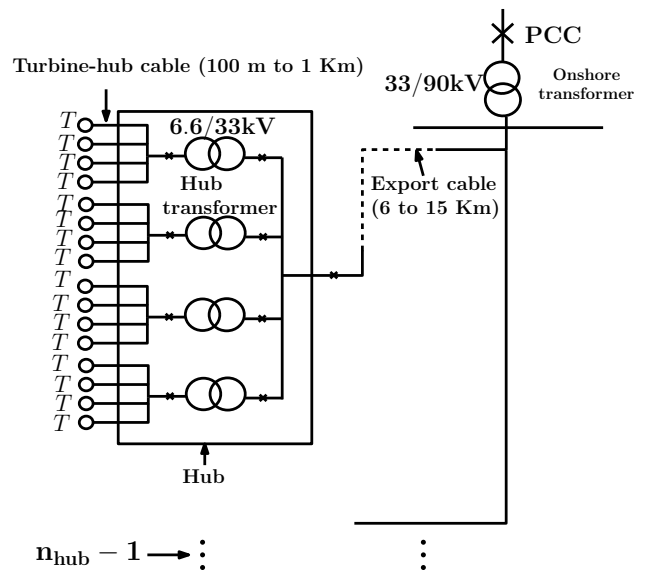 PCC
Turbine-hub cable (100 m to 1 Km)
33/90kV
Onshore
transformer
T
6.6/33kV
T
T
T
Hub
transformer
Export cable
(6 to 15 Km)
T
T
T
T
T
T
T
T
T
T
T
T
Hub
n_hub − 1